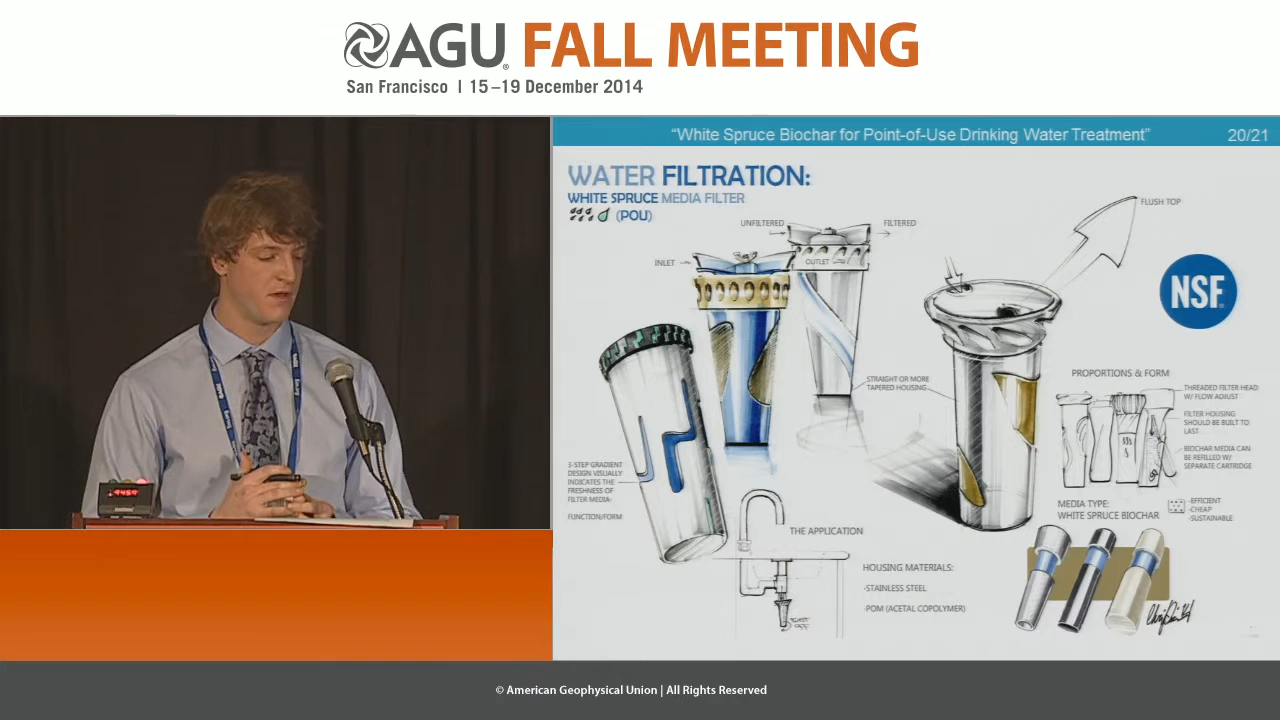 AGU FALL MEETING
San Francisco | 15–19 December 2014
“White Spruce Biochar for Point-of-Use Drinking Water Treatment” 20/21
WATER FILTRATION:
WHITE SPRUCE MEDIA FILTER
(POU)
UNFILTERED
FILTERED
FLUSH TOP
INLET
OUTLET
NSF
STRAIGHT OR MORE
TAPERED HOUSING
PROPORTIONS & FORM
THREADED FILTER HEAD
W/ FLOW ADJUST
FILTER HOUSING
SHOULD BE BUILT TO
LAST
BIOCHAR MEDIA CAN
BE REFILLED W/
SEPARATE CARTRIDGE
3-STEP GRADIENT
DESIGN VISUALLY
INDICATES THE
FRESHNESS OF
FILTER MEDIA-
FUNCTION/FORM
MEDIA TYPE:
WHITE SPRUCE BIOCHAR
-EFFICIENT
-CHEAP
-SUSTAINABLE
THE APPLICATION
HOUSING MATERIALS:
-STAINLESS STEEL
-POM (ACETAL COPOLYMER)
© American Geophysical Union | All Rights Reserved